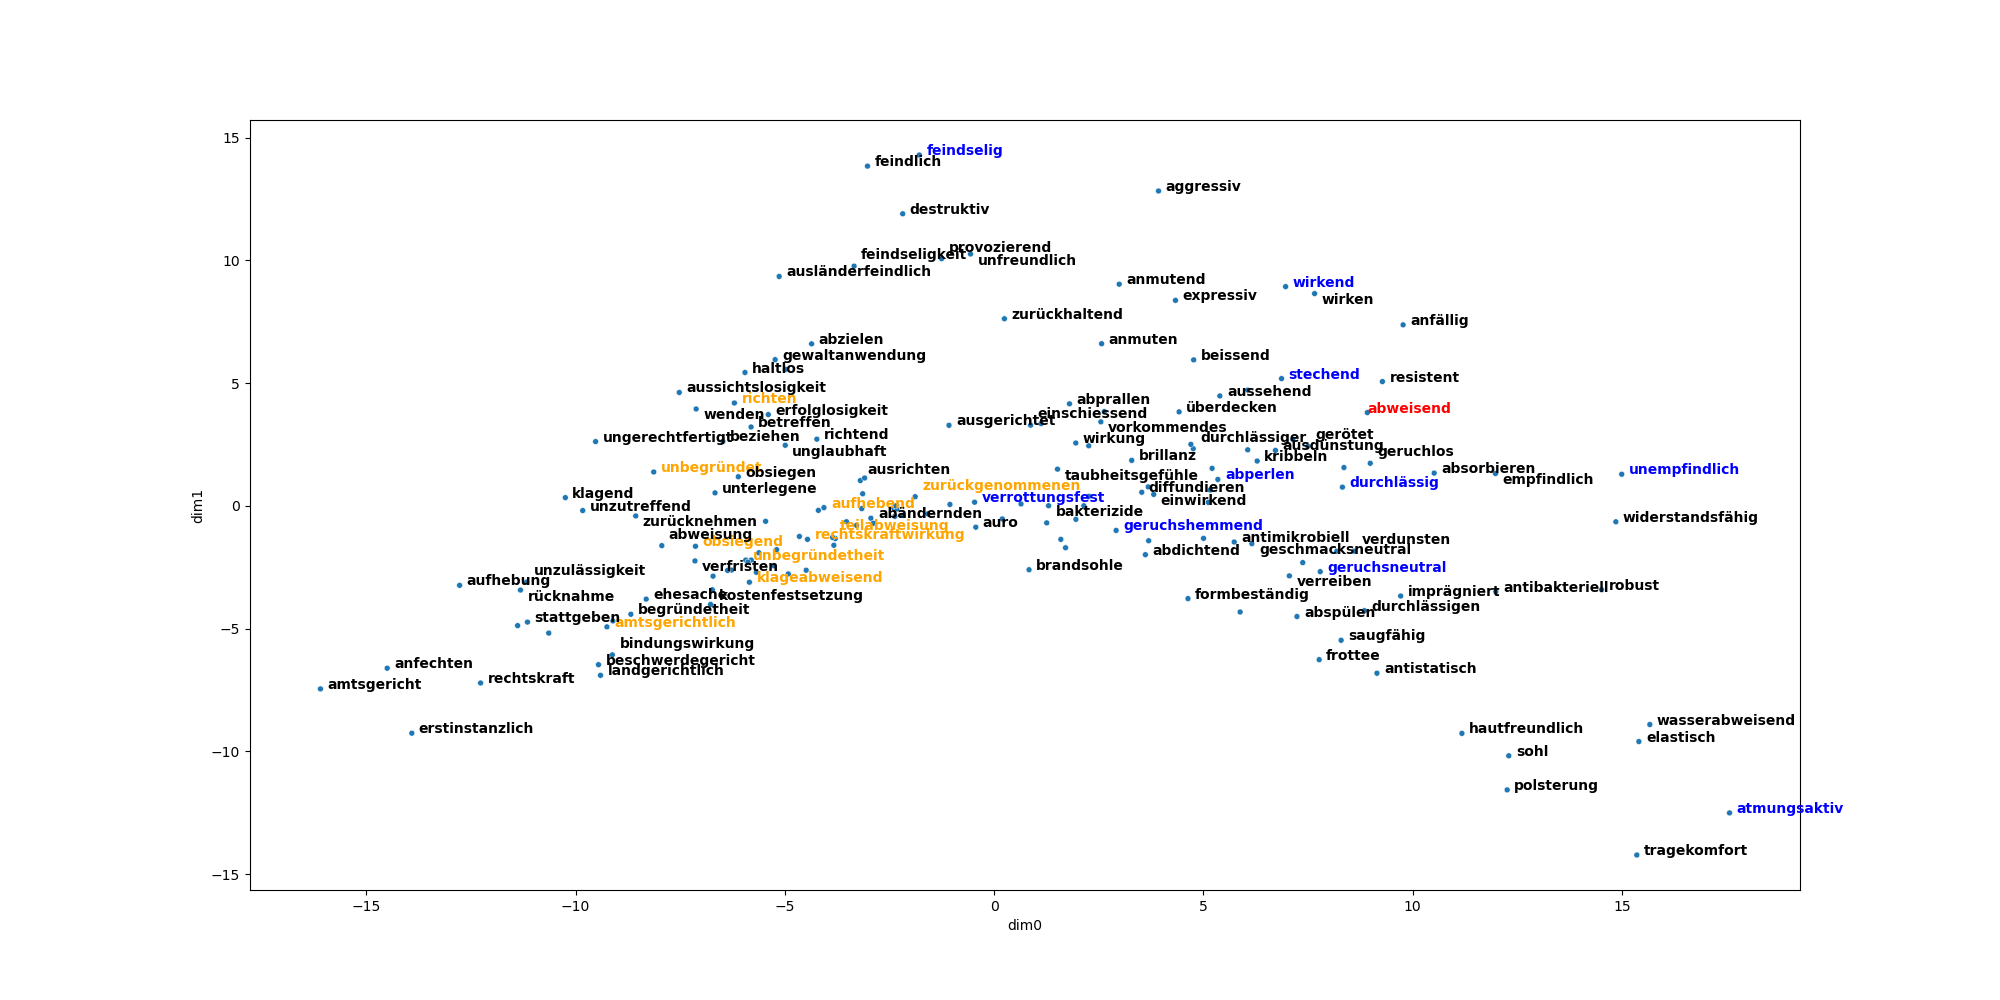 15
feindselig
feindlich
aggressiv
destruktiv
provozierend
feindseligkeit
unfreundlich
10
ausländerfeindlich
anmutend
wirkend
expressiv
wirken
zurückhaltend
anfällig
abzielen
anmuten
gewaltanwendung
beissend
haltlos
stechend
resistent
5
aussichtslosigkeit
aussehend
richten
abprallen
überdecken
abweisend
wenden
erfolglosigkeit
einschiessend
betreffen
ausgerichtet
vorkommendes
ungerechtfertigt
beziehen
richtend
wirkung
durchlässiger
gerötet
ausdünstung
unglaubhaft
brillanz
kribbeln
geruchlos
unbegründet
obsiegen
ausrichten
taubheitsgefühle
abperlen
absorbieren
unempfindlich
empfindlich
unterlegene
zurückgenommenen
diffundieren
durchlässig
klagend
verrottungsfest
einwirkend
unzutreffend
aufhebend
0
abändernden
bakterizide
zurücknehmen
auro
widerstandsfähig
teilabweisung
geruchshemmend
abweisung
rechtskraftwirkung
antimikrobiell
verdunsten
obsiegend
abdichtend
geschmacksneutral
unbegründetheit
verfristen
brandsohle
geruchsneutral
unzulässigkeit
klageabweisend
aufhebung
verreiben
antibakteriell
robust
rücknahme
ehesache
kostenfestsetzung
formbeständig
imprägniert
begründetheit
durchlässigen
stattgeben
abspülen
amtsgerichtlich
−5
saugfähig
bindungswirkung
frottee
anfechten
beschwerdegericht
landgerichtlich
antistatisch
amtsgericht
rechtskraft
wasserabweisend
erstinstanzlich
hautfreundlich
elastisch
−10
sohl
polsterung
atmungsaktiv
tragekomfort
−15
−15 −10 −5 0 5 10 15
dim0
dim1